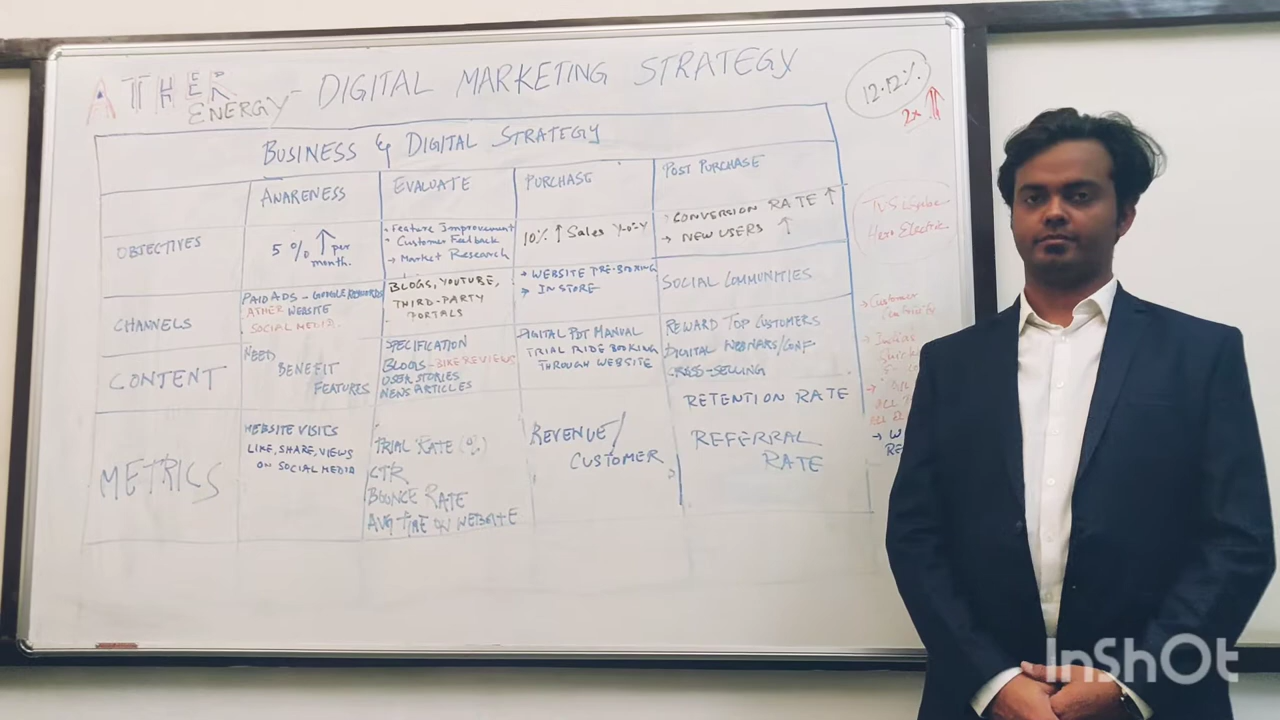 ATHER
ENERGY - DIGITAL MARKETING STRATEGY
12.12%
2x
BUSINESS & DIGITAL STRATEGY
AWARENESS
EVALUATE
PURCHASE
POST PURCHASE
OBJECTIVES
5% ↑ per
month.
• Feature Improvement
• Customer Feedback
→ Market Research
10% ↑ Sales Y-O-Y
→ CONVERSION RATE ↑
→ NEW USERS ↑
CHANNELS
PAID ADS - GOOGLE KEYWORDS
ATHER WEBSITE
SOCIAL MEDIA.
BLOGS, YOUTUBE,
THIRD-PARTY
PORTALS
→ WEBSITE PRE-BOOKING
→ IN STORE
SOCIAL COMMUNITIES
CONTENT
NEED
BENEFIT
FEATURES
SPECIFICATION
BLOGS - BIKE REVIEWS
USER STORIES
NEWS ARTICLES
DIGITAL PDT MANUAL
TRIAL RIDE BOOKING
THROUGH WEBSITE
REWARD TOP CUSTOMERS
DIGITAL WEBNARS/CONF
CROSS-SELLING
METRICS
WEBSITE VISITS
LIKE, SHARE, VIEWS
ON SOCIAL MEDIA
TRIAL RATE (%)
CTR
BOUNCE RATE
AVG TIME ON WEBSITE
REVENUE/
CUSTOMER
RETENTION RATE
REFERRAL
RATE
TVS
Hero Electric
→ Customer
InShOt